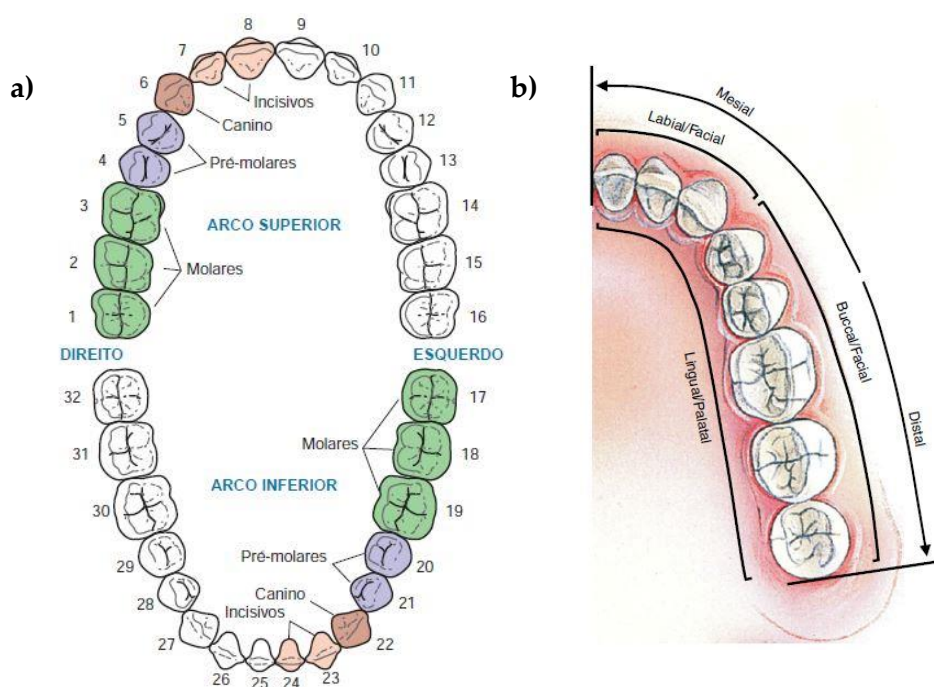 a)
8
9
7
10
6
11
Incisivos
Canino
5
12
4
13
Pré-molares
3
14
ARCO SUPERIOR
2
15
Molares
1
16
DIREITO
ESQUERDO
32
17
Molares
31
18
ARCO INFERIOR
30
19
Pré-molares
29
20
Canino
28
21
Incisivos
27
22
26
25
24
23
b)
Mesial
Labial/Facial
Buccal/Facial
Lingual/Palatal
Distal